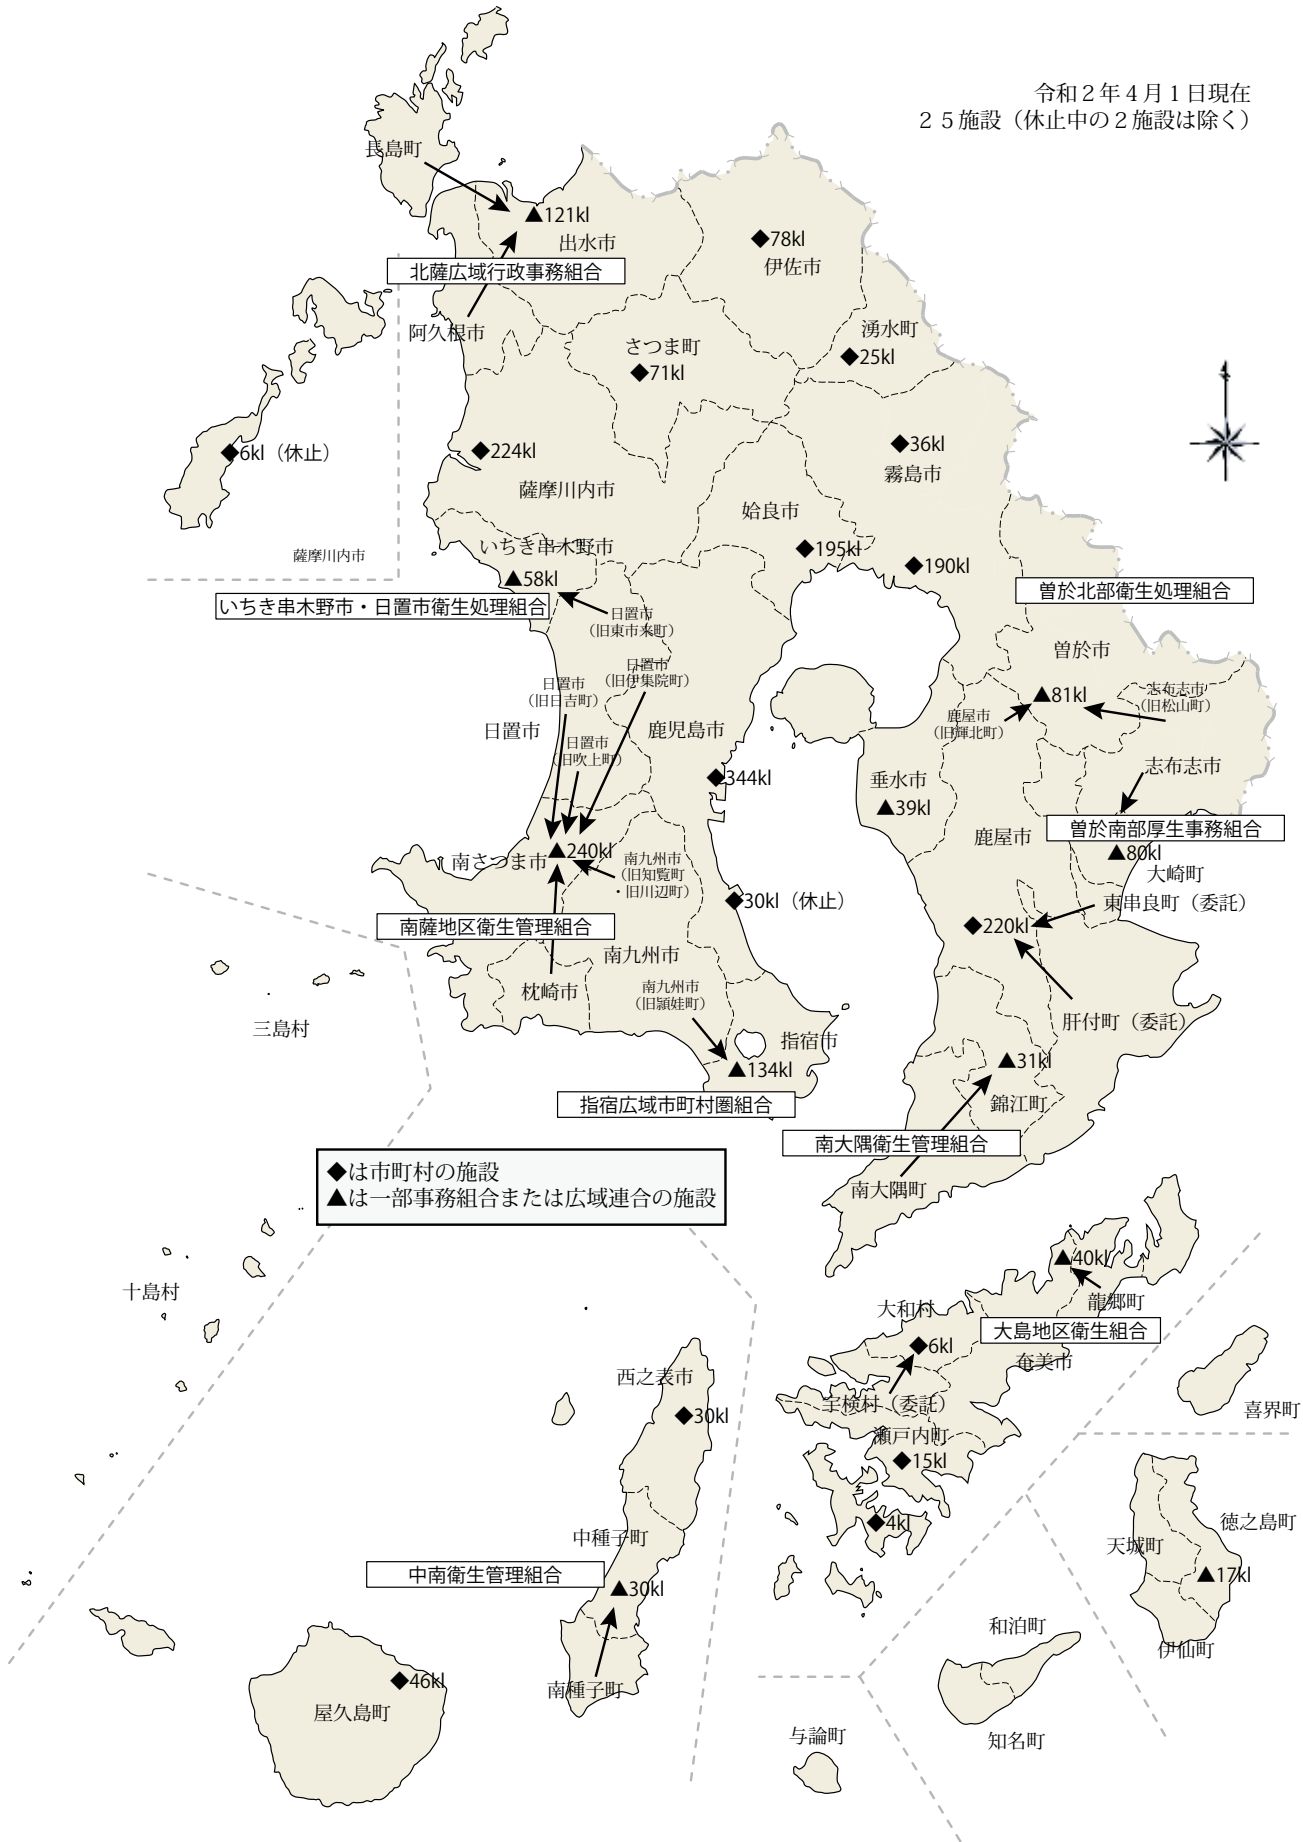 令和２年４月１日現在
２５施設（休止中の２施設は除く）
長島町
▲121kl
出水市
◆78kl
伊佐市
北薩広域行政事務組合
阿久根市
湧水町
◆25kl
さつま町
◆71kl
◆6kl（休止）
◆224kl
◆36kl
霧島市
薩摩川内市
姶良市
薩摩川内市
いちき串木野市
◆195kl
◆190kl
▲58kl
曽於北部衛生処理組合
いちき串木野市・日置市衛生処理組合
日置市
（旧東市来町）
曽於市
日置市
（旧伊集院町）
日置市
（旧日吉町）
▲81kl
志布志市
（旧松山町）
鹿屋市
（旧輝北町）
日置市
鹿児島市
日置市
（旧吹上町）
志布志市
◆344kl
垂水市
▲39kl
曽於南部厚生事務組合
鹿屋市
▲240kl
南さつま市
▲80kl
大崎町
南九州市
（旧知覧町
・旧川辺町）
◆30kl（休止）
東串良町（委託）
南薩地区衛生管理組合
◆220kl
南九州市
枕崎市
南九州市
（旧頴娃町）
肝付町（委託）
三島村
指宿市
▲134kl
▲31kl
錦江町
指宿広域市町村圏組合
南大隅衛生管理組合
◆は市町村の施設
▲は一部事務組合または広域連合の施設
南大隅町
▲40kl
龍郷町
十島村
大和村
大島地区衛生組合
◆6kl
奄美市
西之表市
◆30kl
宇検村（委託）
喜界町
瀬戸内町
◆15kl
◆4kl
徳之島町
中種子町
天城町
中南衛生管理組合
▲30kl
▲17kl
和泊町
伊仙町
◆46kl
南種子町
屋久島町
与論町
知名町